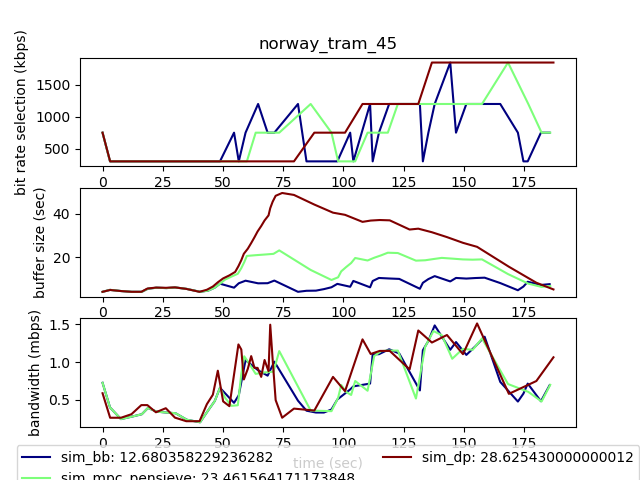 norway_tram_45
bit rate selection (kbps)
1500
1000
500
0 25 50 75 100 125 150 175
buffer size (sec)
40
20
0 25 50 75 100 125 150 175
bandwidth (mbps)
1.5
1.0
0.5
0 25 50 75 100 125 150 175
time (sec)
sim_bb: 12.680358229236282
sim_dp: 28.625430000000012
sim_mpc_pensieve: 23.461564171173848